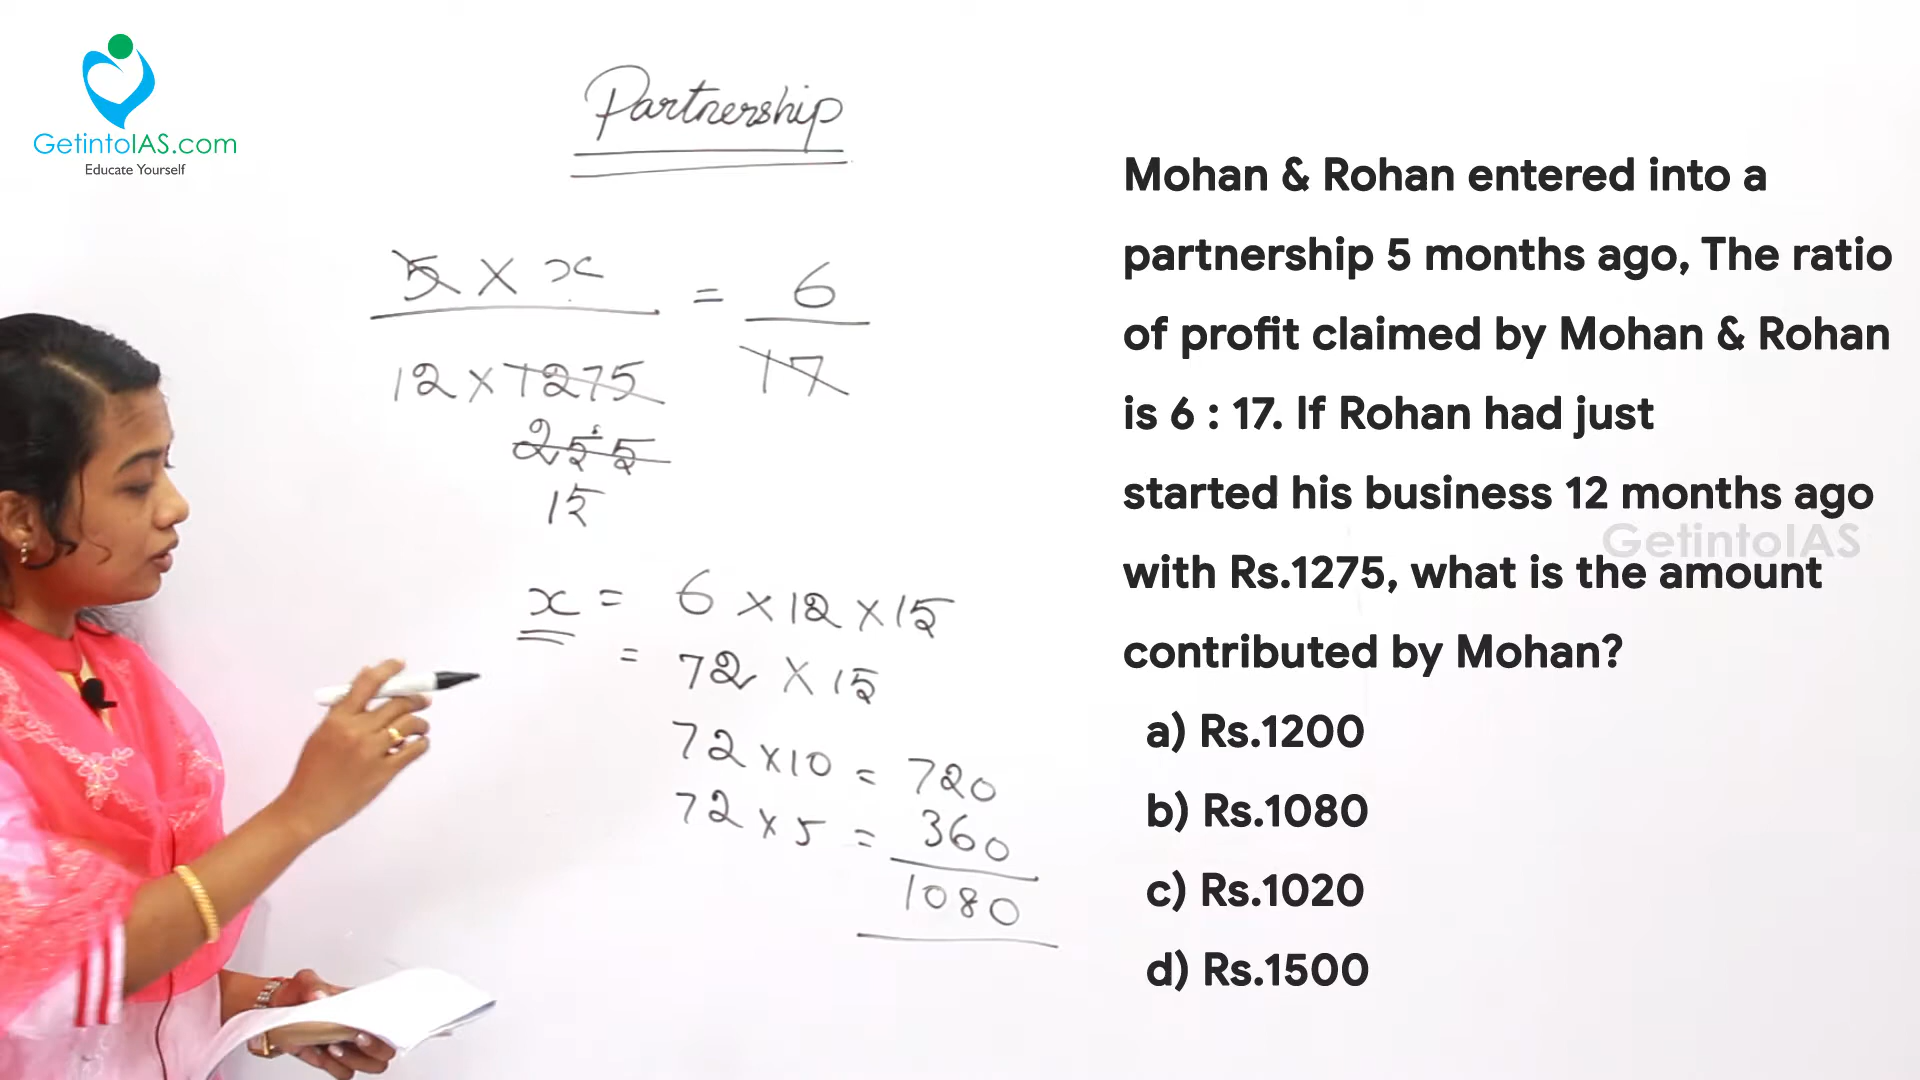 GetintoIAS.com
Educate Yourself
Partnership
5 × x = 6
12 × 1275 17
255
15
x = 6 × 12 × 15
= 72 × 15
72 × 10 = 720
72 × 5 = 360
1080
Mohan & Rohan entered into a
partnership 5 months ago, The ratio
of profit claimed by Mohan & Rohan
is 6 : 17. If Rohan had just
started his business 12 months ago
GetintoIAS
with Rs.1275, what is the amount
contributed by Mohan?
a) Rs.1200
b) Rs.1080
c) Rs.1020
d) Rs.1500